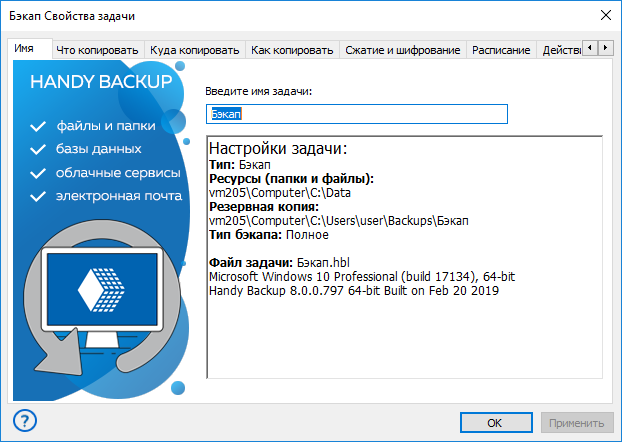 Бэкап Свойства задачи
Имя
Что копировать
Куда копировать
Как копировать
Сжатие и шифрование
Расписание
Действи
HANDY BACKUP
файлы и папки
базы данных
облачные сервисы
электронная почта
Введите имя задачи:
Бэкап
Настройки задачи:
Тип: Бэкап
Ресурсы (папки и файлы):
vm205\Computer\C:\Data
Резервная копия:
vm205\Computer\C:\Users\user\Backups\Бэкап
Тип бэкапа: Полное
Файл задачи: Бэкап.hbl
Microsoft Windows 10 Professional (build 17134), 64-bit
Handy Backup 8.0.0.797 64-bit Built on Feb 20 2019
?
OK
Применить